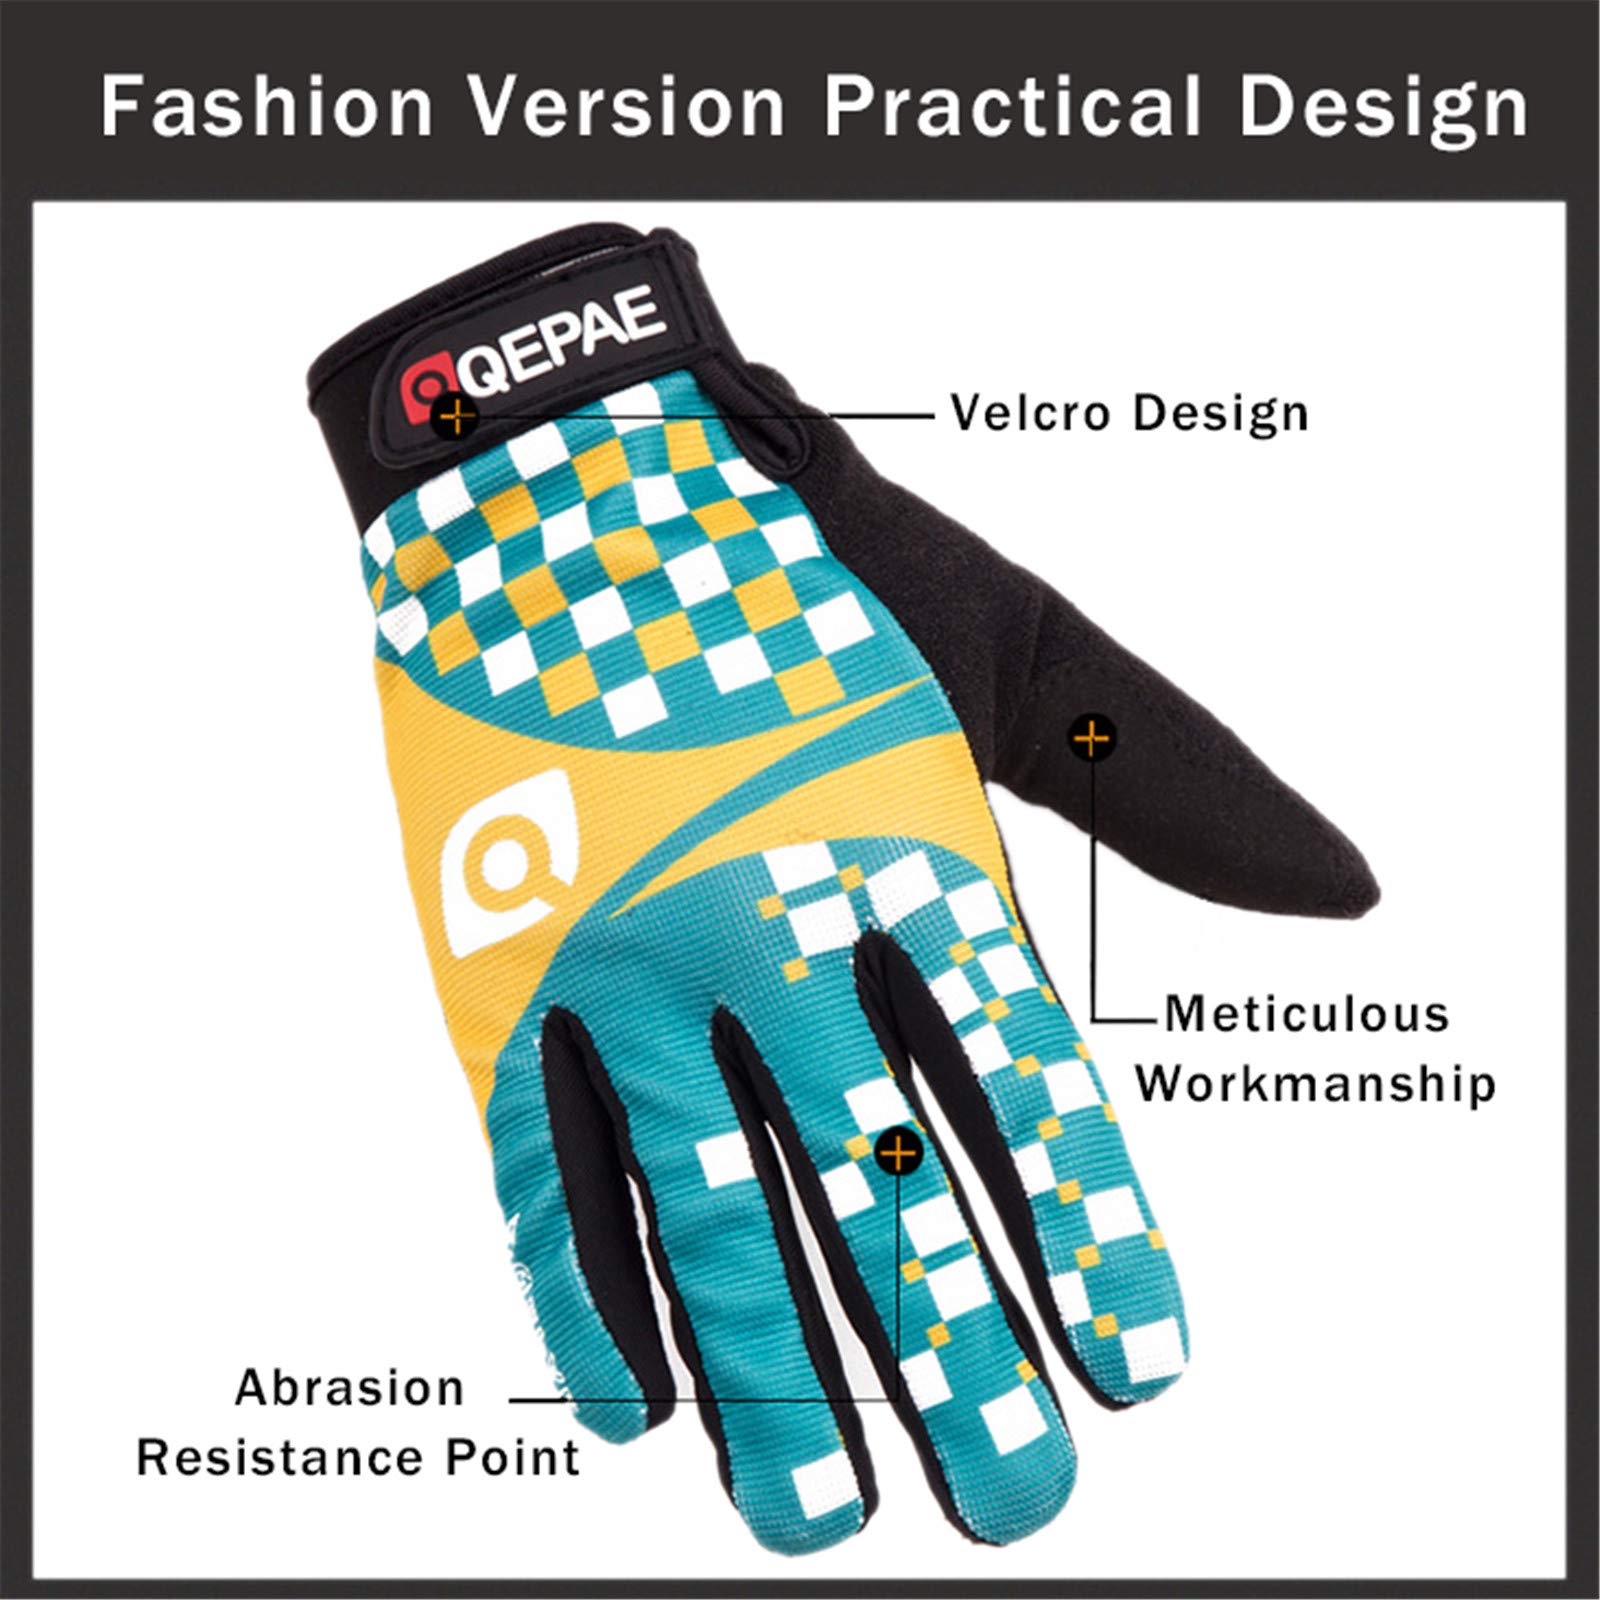 Fashion Version Practical Design
QEPAE
Velcro Design
Meticulous
Workmanship
Abrasion
Resistance Point